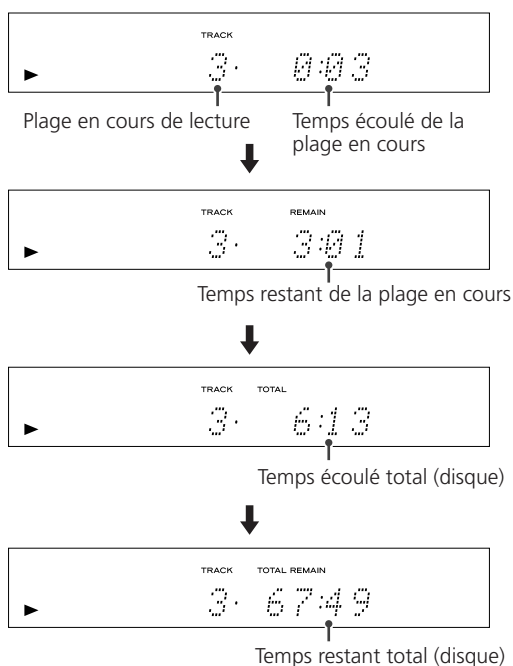 TRACK
3. 0:03
Plage en cours de lecture Temps écoulé de la
plage en cours
TRACK REMAIN
3. 3:01
Temps restant de la plage en cours
TRACK TOTAL
3. 6:13
Temps écoulé total (disque)
TRACK TOTAL REMAIN
3. 67:49
Temps restant total (disque)